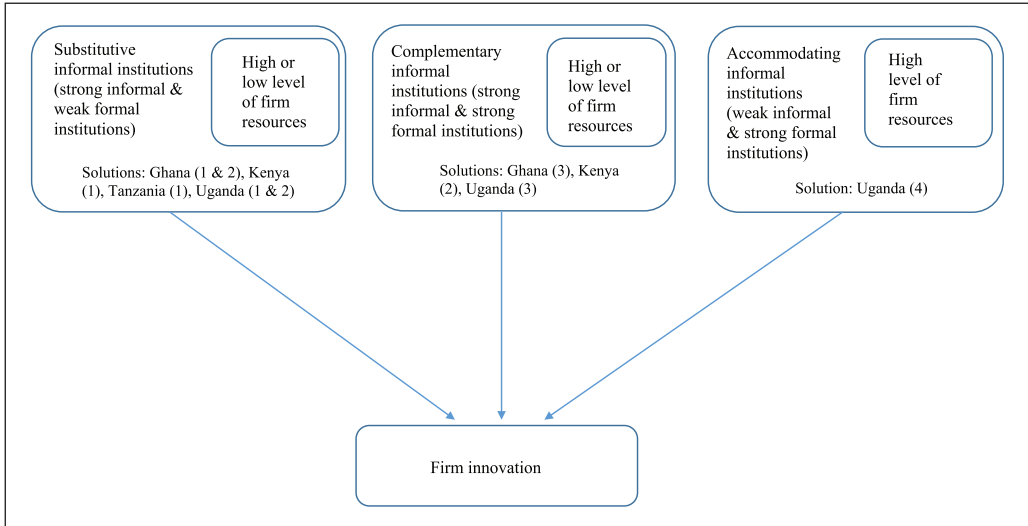 Substitutive
informal institutions
(strong informal &
weak formal
institutions)
High or
low level
of firm
resources
Solutions: Ghana (1 & 2), Kenya
(1), Tanzania (1), Uganda (1 & 2)
Complementary
informal
institutions (strong
informal & strong
formal institutions)
High or
low level
of firm
resources
Solutions: Ghana (3), Kenya
(2), Uganda (3)
Accommodating
informal
institutions
(weak informal
& strong formal
institutions)
High
level of
firm
resources
Solution: Uganda (4)
Firm innovation